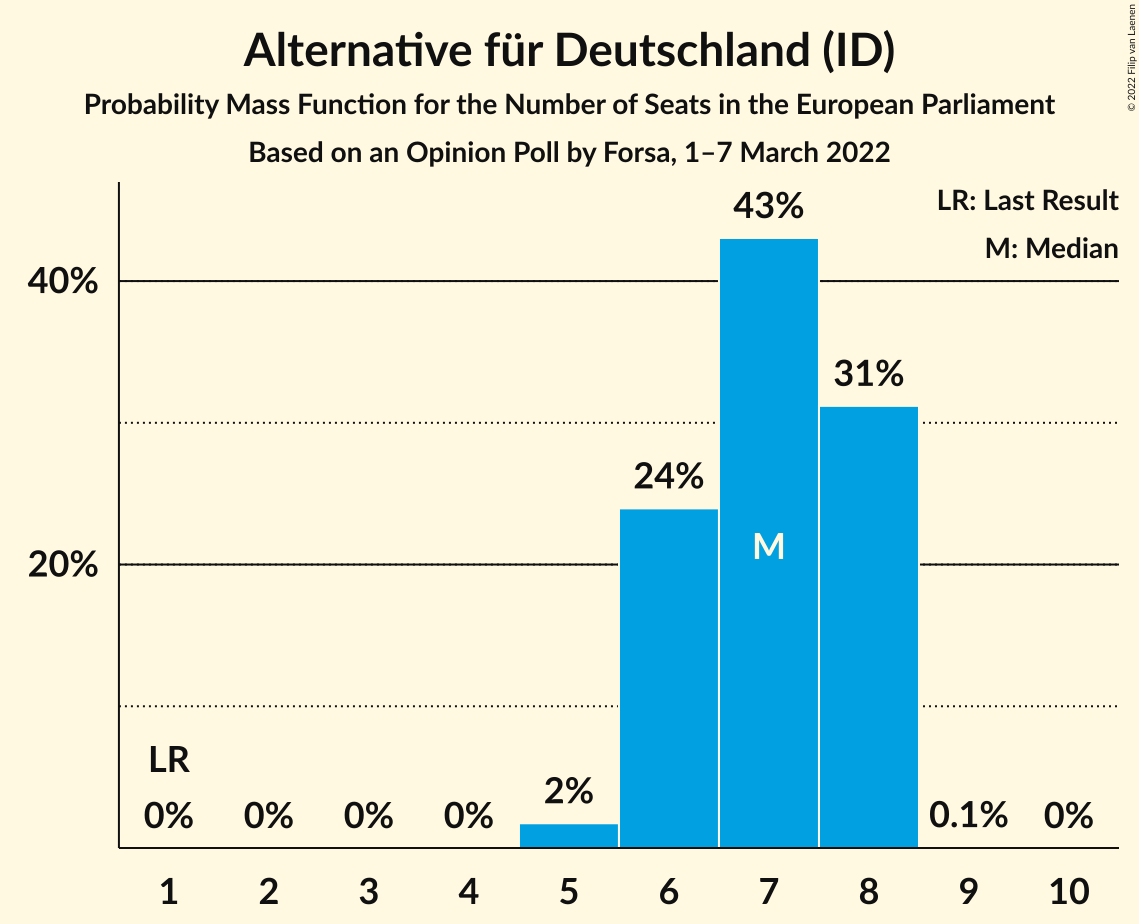 Alternative für Deutschland (ID)
Probability Mass Function for the Number of Seats in the European Parliament
Based on an Opinion Poll by Forsa, 1–7 March 2022
© 2022 Filip van Laenen
LR: Last Result
M: Median
43%
40%
31%
24%
M
20%
LR
2%
0% 0% 0% 0% 0.1% 0%
1 2 3 4 5 6 7 8 9 10